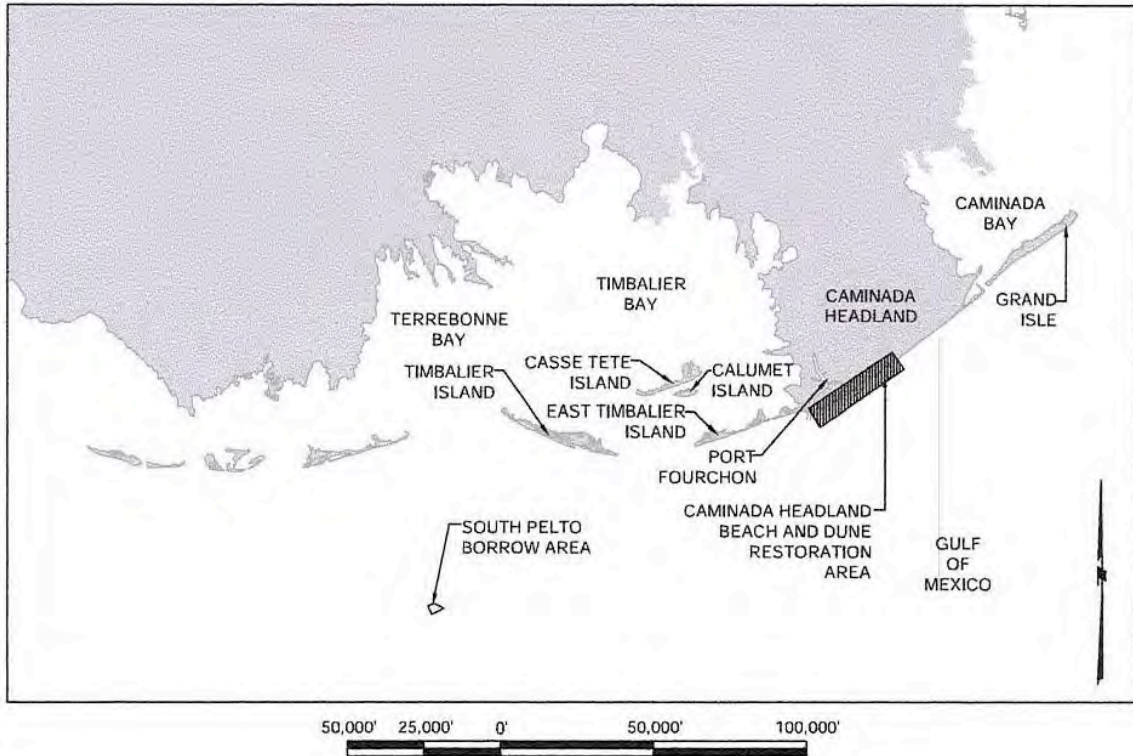 CAMINADA
BAY
TIMBALIER
BAY
CAMINADA
HEADLAND
GRAND
ISLE
TERREBONNE
BAY
TIMBALIER
ISLAND
CASSE TETE
ISLAND
CALUMET
ISLAND
EAST TIMBALIER
ISLAND
PORT
FOURCHON
CAMINADA HEADLAND
BEACH AND DUNE
RESTORATION
AREA
SOUTH PELTO
BORROW AREA
GULF
OF
MEXICO
50,000' 25,000' 0' 50,000' 100,000'